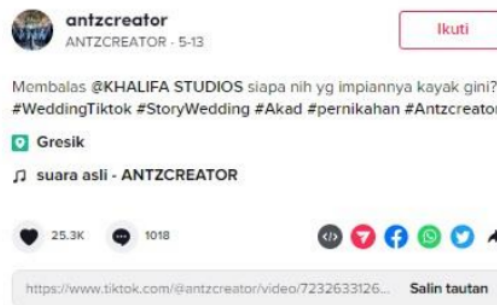 antzcreator
ANTZCREATOR · 5-13
Ikuti
Membalas @KHALIFA STUDIOS siapa nih yg impiannya kayak gini?
#WeddingTiktok #StoryWedding #Akad #pernikahan #Antzcreator
Gresik
suara asli - ANTZCREATOR
25.3K
1018
https://www.tiktok.com/@antzcreator/video/7232633126...
Salin tautan